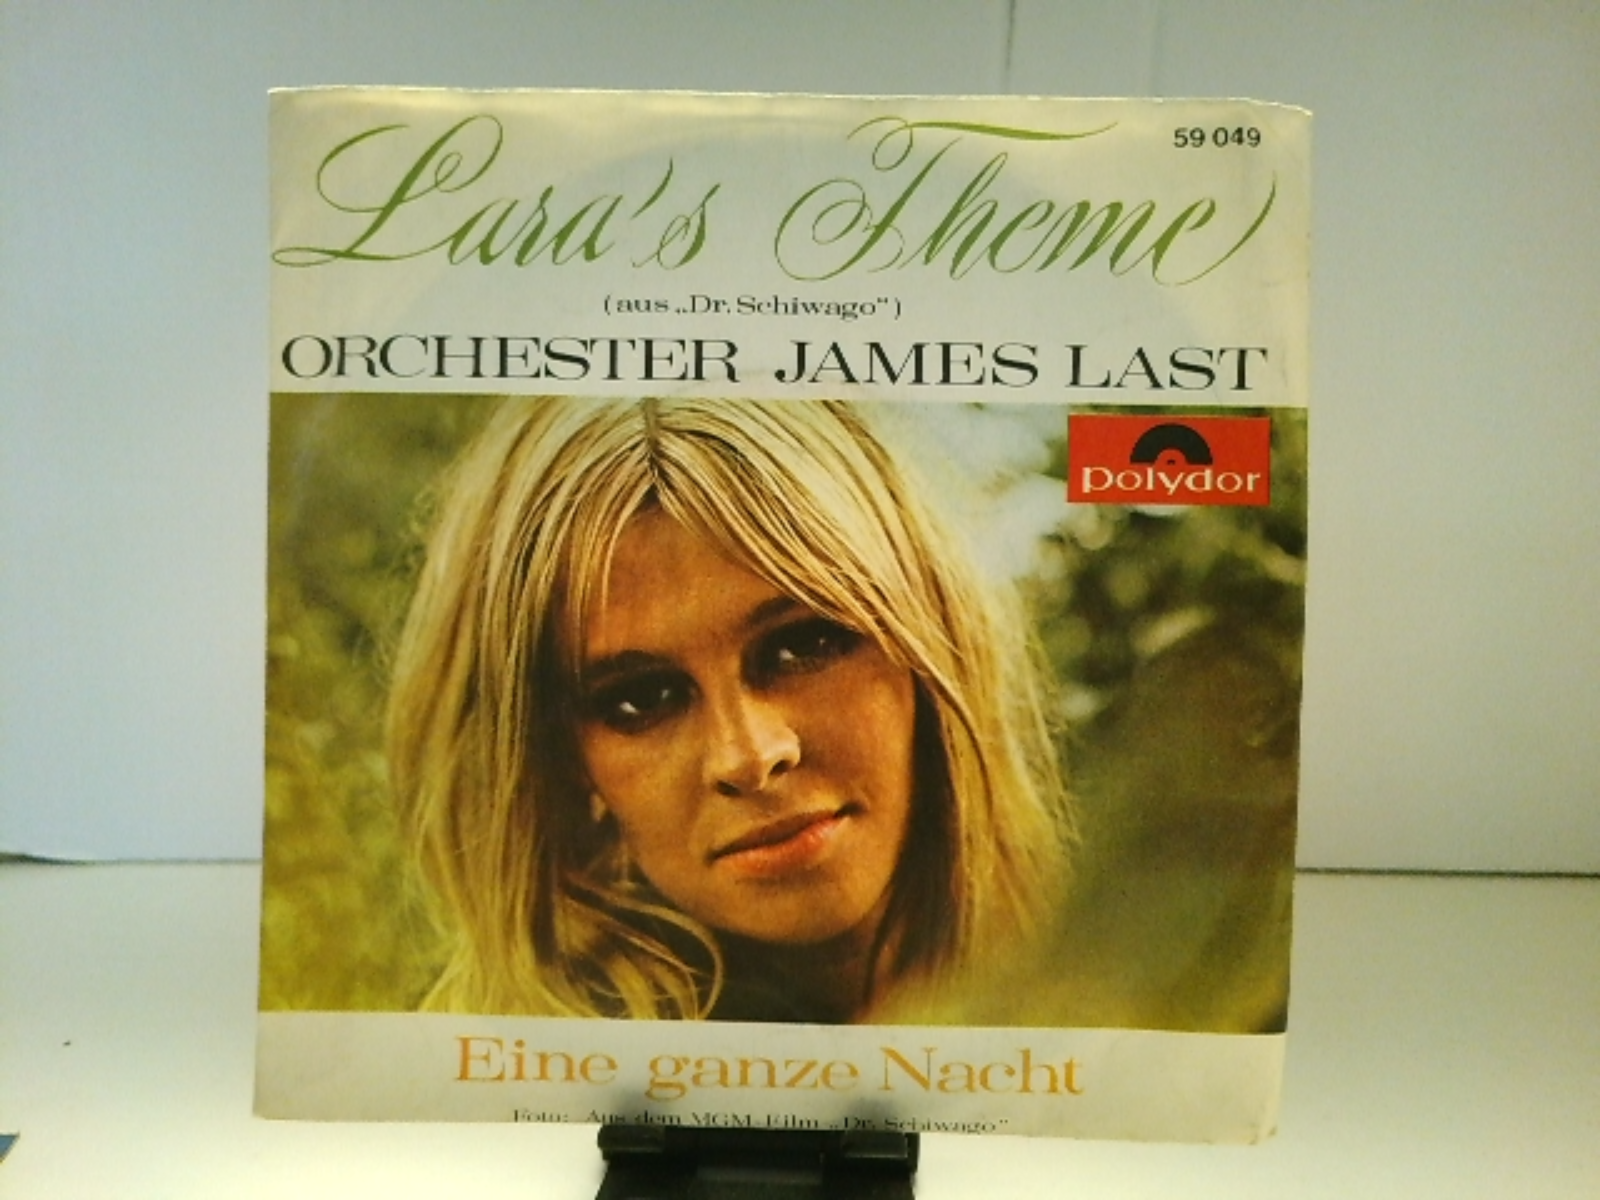 59 049
Lara's Theme
(aus „Dr. Schiwago“)
ORCHESTER JAMES LAST
polydor
Eine ganze Nacht
Foto: Aus dem MGM-Film „Dr. Schiwago“